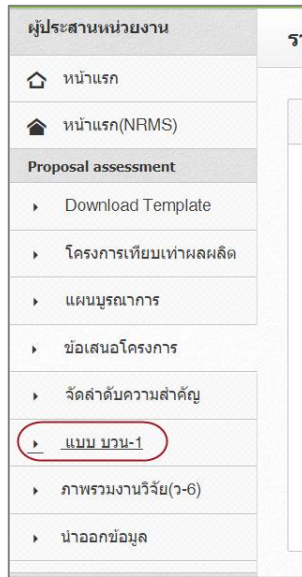 ผู้ประสานหน่วยงาน
รา
หน้าแรก
หน้าแรก(NRMS)
Proposal assessment
Download Template
โครงการเทียบเท่าผลผลิต
แผนบูรณาการ
ข้อเสนอโครงการ
จัดลำดับความสำคัญ
แบบ บวน-1
ภาพรวมงานวิจัย(ว-6)
นำออกข้อมูล